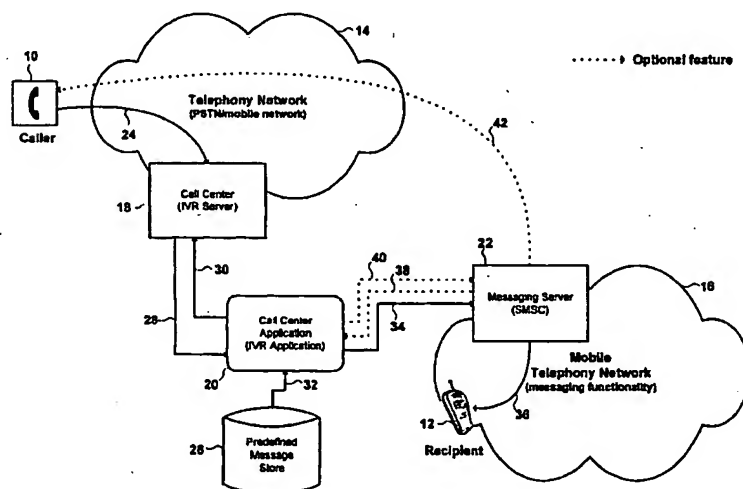 14
10
Optional feature
Telephony Network
(PSTN/mobile network)
24
42
Caller
Call Center
(IVR Server)
18
22
40
16
30
38
Messaging Server
(SMSC)
28
Call Center
Application
(IVR Application)
34
Mobile
Telephony Network
(messaging functionality)
20
32
36
12
26
Predefined
Message
Store
Recipient